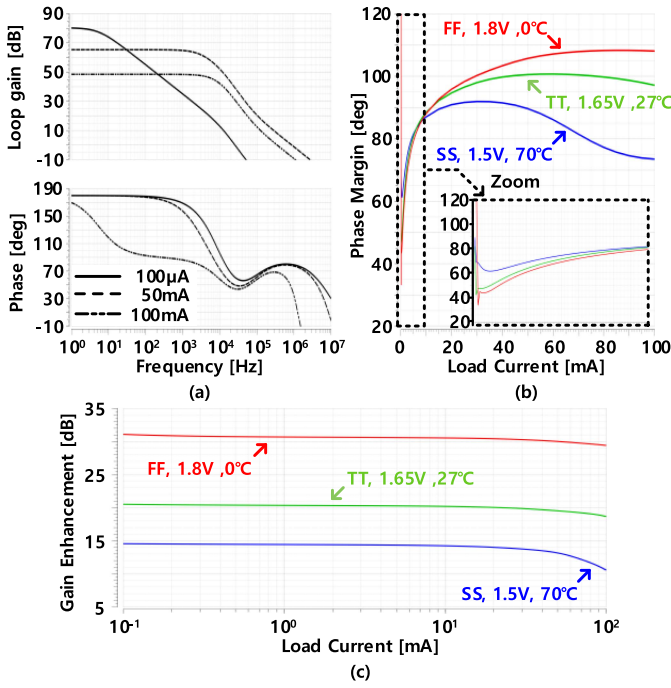 90
70
50
30
10
-10
Loop gain [dB]
190
150
110
70
30
-10
Phase [deg]
100μA
50mA
100mA
10⁰ 10¹ 10² 10³ 10⁴ 10⁵ 10⁶ 10⁷
Frequency [Hz]
(a)
120
100
80
60
40
20
Phase Margin [deg]
FF, 1.8V ,0℃
TT, 1.65V ,27℃
SS, 1.5V, 70℃
Zoom
120
100
80
60
40
20
0 20 40 60 80 100
Load Current [mA]
(b)
35
25
15
5
Gain Enhancement [dB]
FF, 1.8V ,0℃
TT, 1.65V ,27℃
SS, 1.5V, 70℃
10⁻¹ 10⁰ 10¹ 10²
Load Current [mA]
(c)